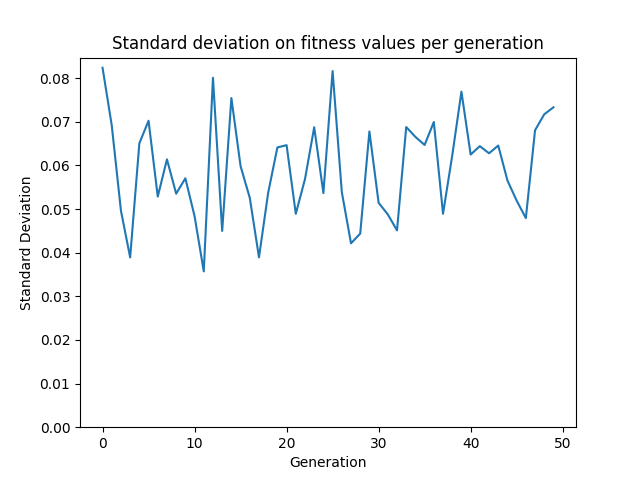 Standard deviation on fitness values per generation
0.08
0.07
0.06
0.05
0.04
0.03
0.02
0.01
0.00
Standard Deviation
0 10 20 30 40 50
Generation